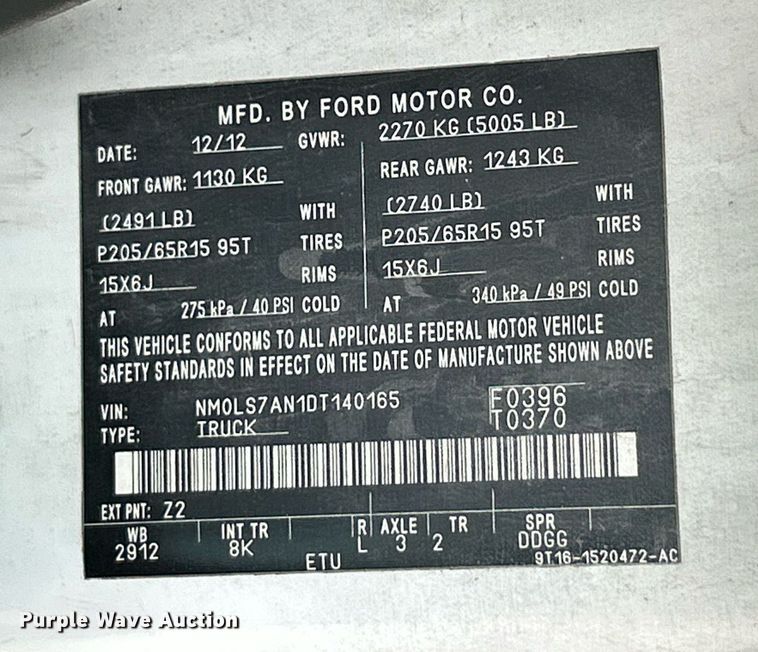 MFD. BY FORD MOTOR CO.
DATE: 12/12 GVWR: 2270 KG (5005 LB)
FRONT GAWR: 1130 KG REAR GAWR: 1243 KG
(2491 LB) WITH (2740 LB) WITH
P205/65R15 95T TIRES P205/65R15 95T TIRES
15X6J RIMS 15X6J RIMS
AT 275 kPa / 40 PSI COLD AT 340 kPa / 49 PSI COLD
THIS VEHICLE CONFORMS TO ALL APPLICABLE FEDERAL MOTOR VEHICLE
SAFETY STANDARDS IN EFFECT ON THE DATE OF MANUFACTURE SHOWN ABOVE
VIN: NM0LS7AN1DT140165 F0396
TYPE: TRUCK T0370
EXT PNT: Z2
WB INT TR R AXLE TR SPR
2912 8K L 3 2 DDGG
ETU 9T16-1520472-AC
Purple Wave Auction